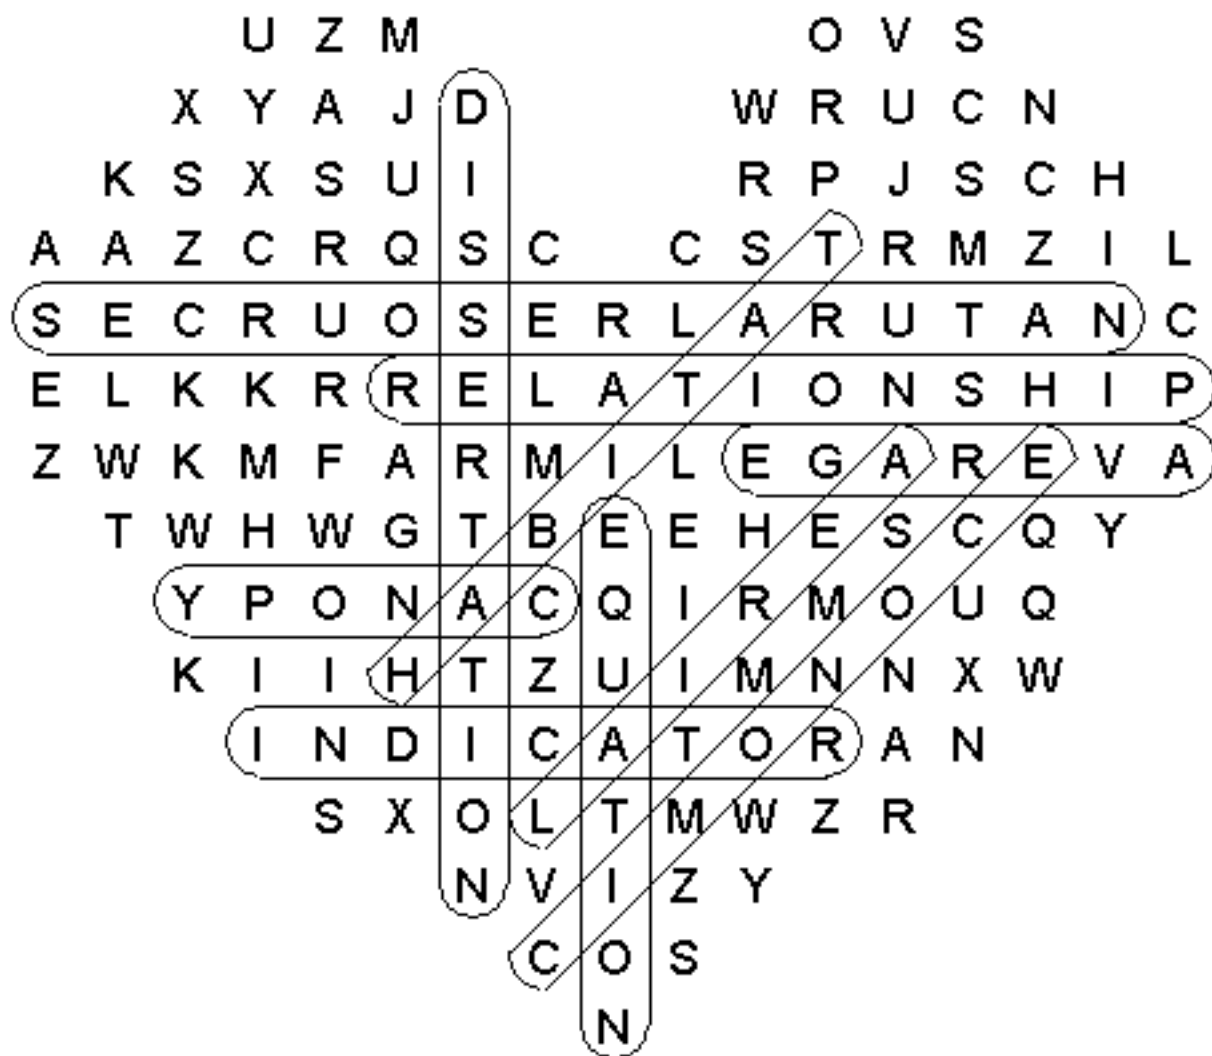 U Z M O V S
X Y A J D W R U C N
K S X S U I R P J S C H
A A Z C R Q S C C S T R M Z I L
S E C R U O S E R L A R U T A N C
E L K K R R E L A T I O N S H I P
Z W K M F A R M I L E G A R E V A
T W H W G T B E E H E S C Q Y
Y P O N A C Q I R M O U Q
K I I H T Z U I M N N X W
I N D I C A T O R A N
S X O L T M W Z R
N V I Z Y
C O S
N